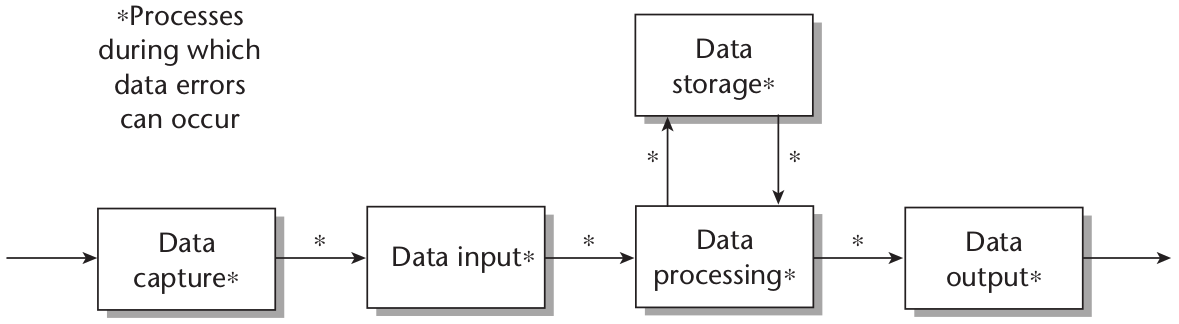 *Processes
during which
data errors
can occur
Data
storage*
*
*
Data
capture*
*
Data input*
*
Data
processing*
*
Data
output*